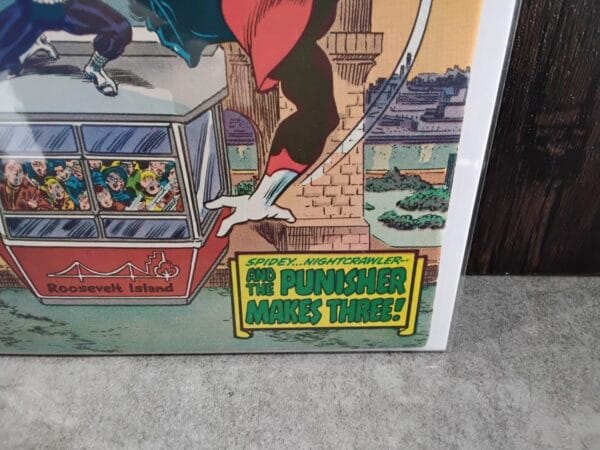 Roosevelt Island
SPIDEY...NIGHTCRAWLER--
AND THE PUNISHER
MAKES THREE!